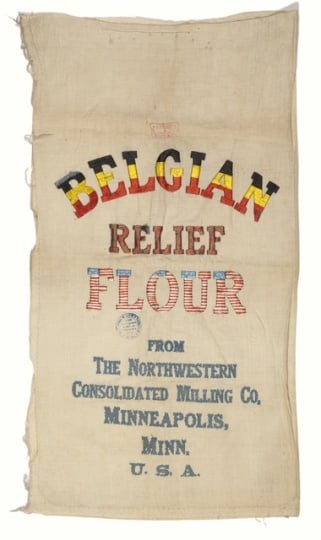 BELGIAN
RELIEF
FLOUR
FROM
THE NORTHWESTERN
CONSOLIDATED MILLING CO.
MINNEAPOLIS,
MINN.
U. S. A.